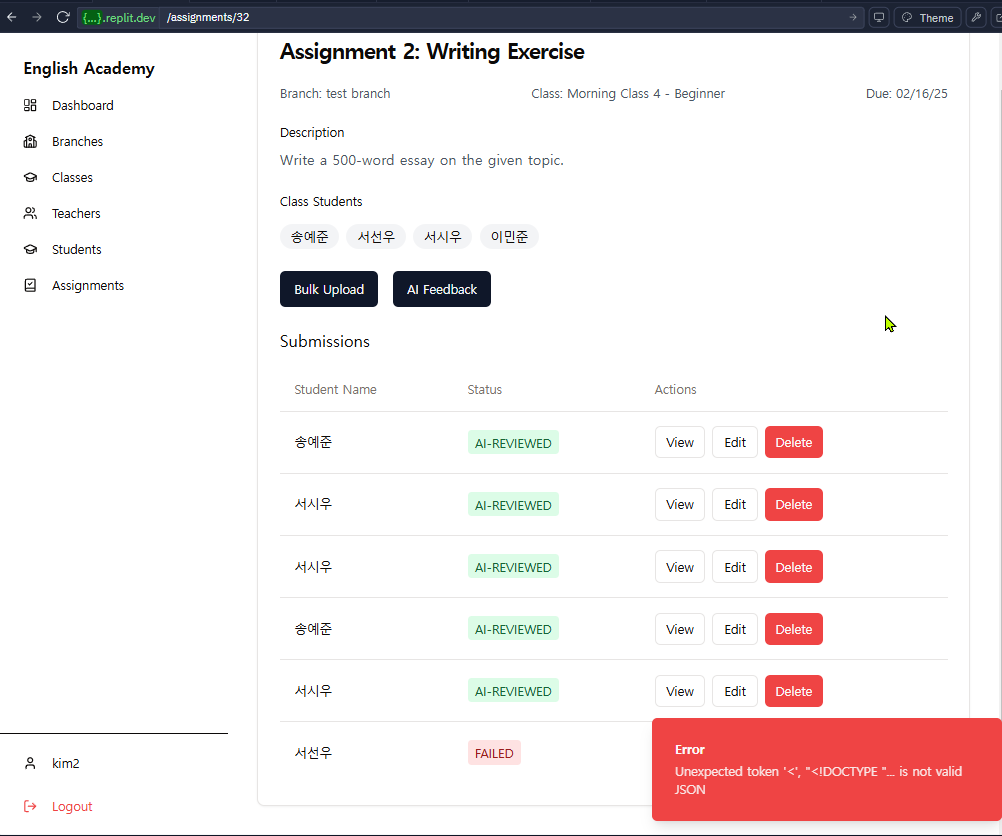 {...}.replit.dev /assignments/32 Theme
English Academy
Dashboard
Branches
Classes
Teachers
Students
Assignments
kim2
Logout
Assignment 2: Writing Exercise
Branch: test branch Class: Morning Class 4 - Beginner Due: 02/16/25
Description
Write a 500-word essay on the given topic.
Class Students
송예준 서선우 서시우 이민준
Bulk Upload AI Feedback
Submissions
Student Name Status Actions
송예준 AI-REVIEWED View Edit Delete
서시우 AI-REVIEWED View Edit Delete
서시우 AI-REVIEWED View Edit Delete
송예준 AI-REVIEWED View Edit Delete
서시우 AI-REVIEWED View Edit Delete
서선우 FAILED
Error
Unexpected token '<', "<!DOCTYPE "... is not valid
JSON